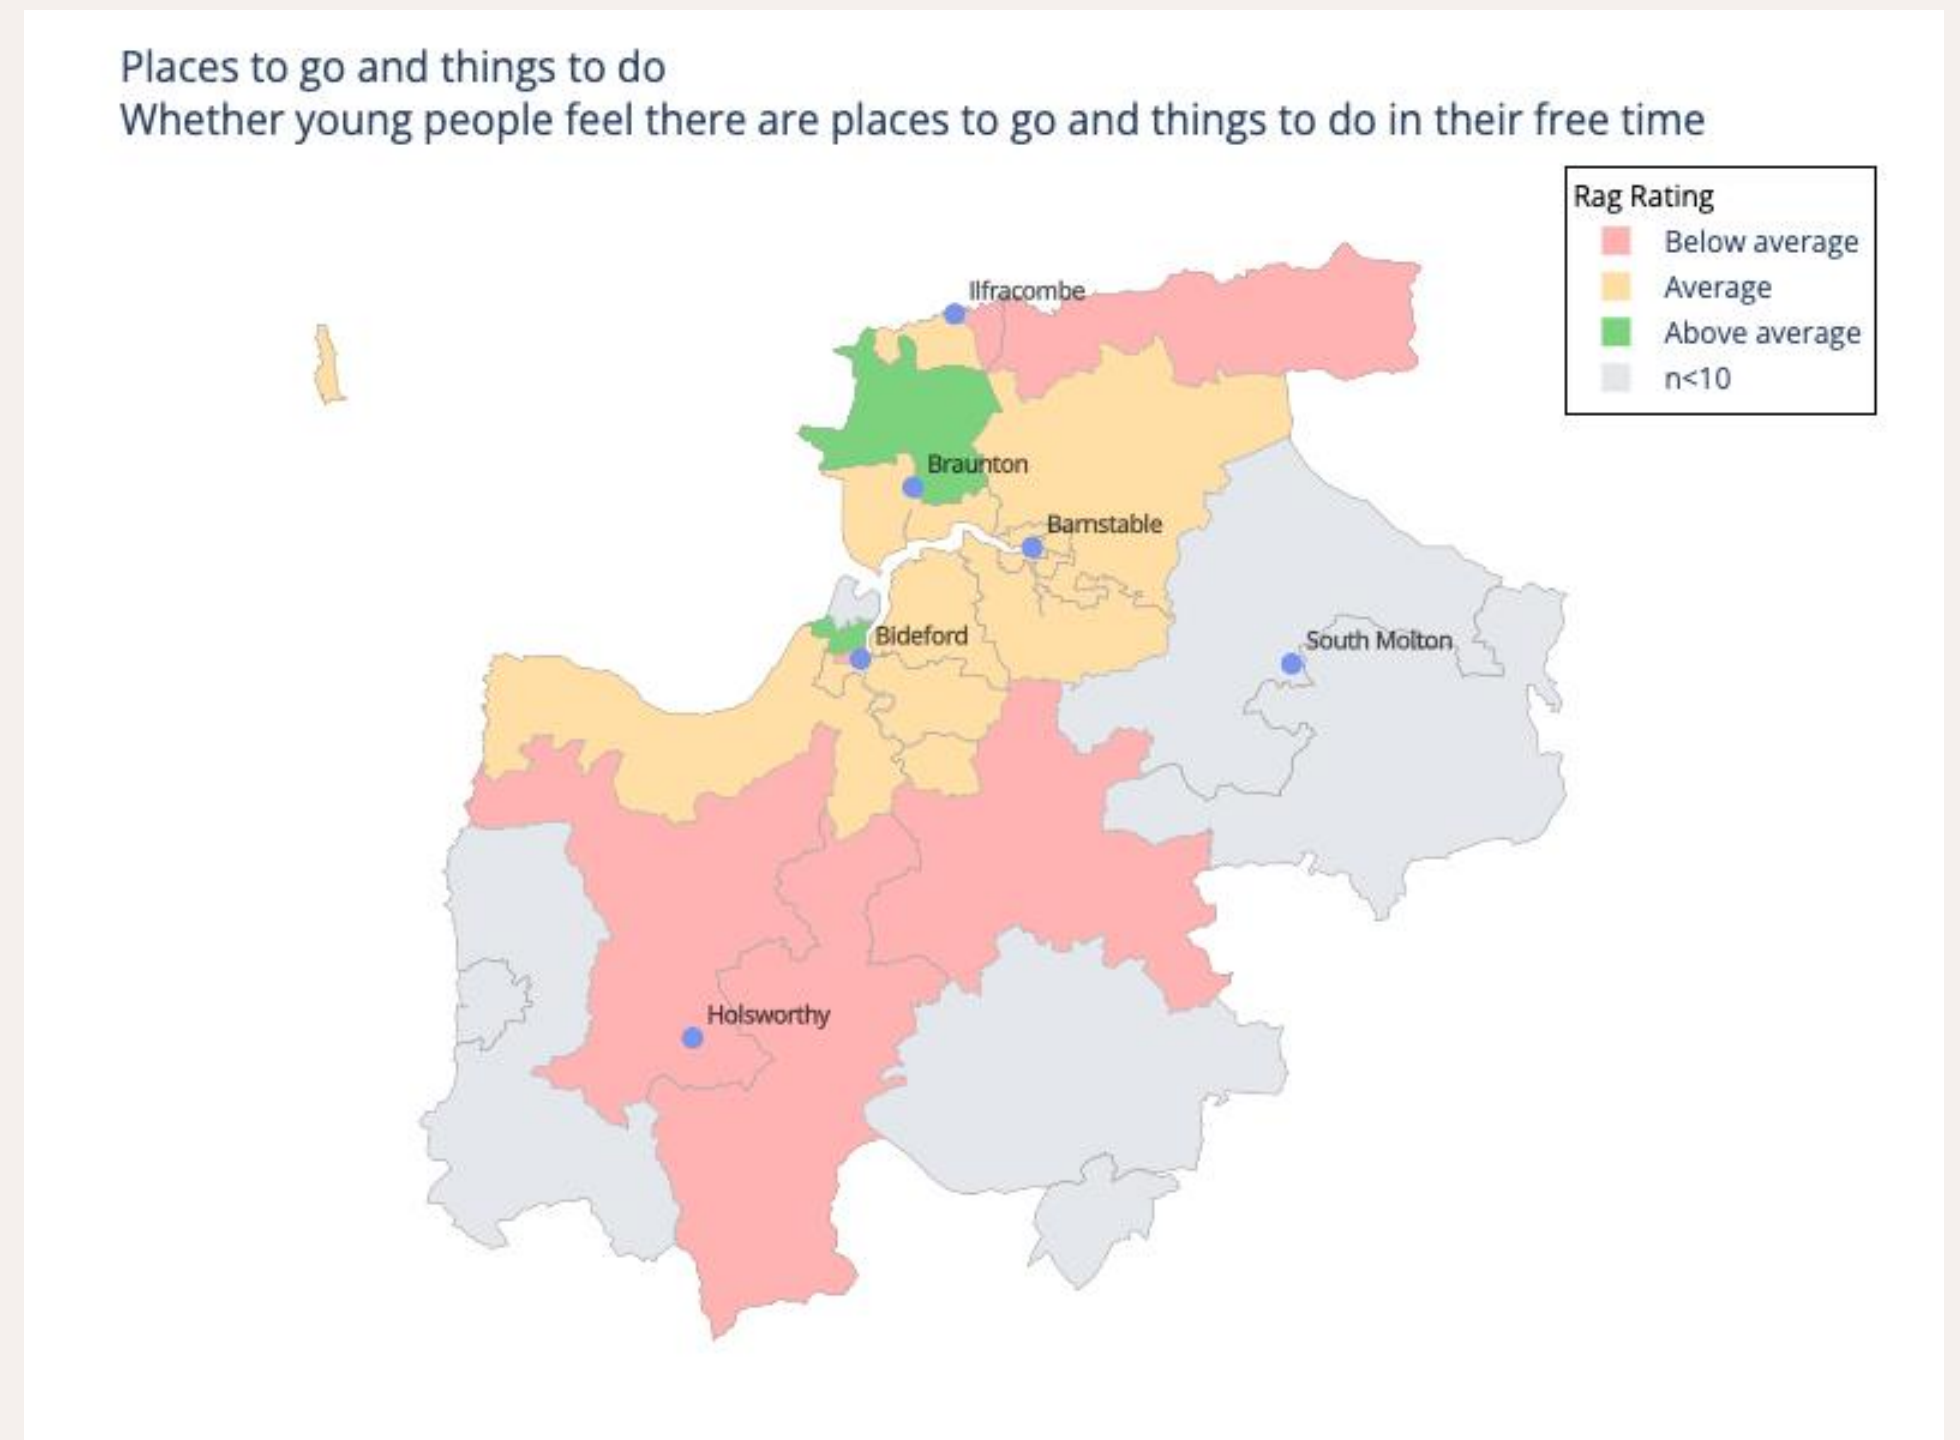 Places to go and things to do
Whether young people feel there are places to go and things to do in their free time
Rag Rating
Below average
Average
Above average
n<10
Ilfracombe
Braunton
Barnstable
Bideford
South Molton
Holsworthy